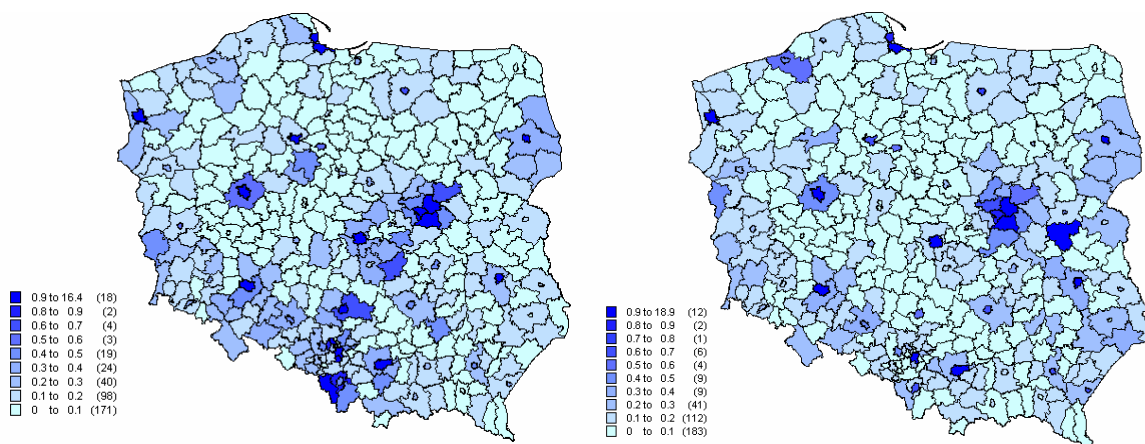 0.9 to 16.4 (18)
0.8 to 0.9 (2)
0.6 to 0.7 (4)
0.5 to 0.6 (3)
0.4 to 0.5 (19)
0.3 to 0.4 (24)
0.2 to 0.3 (40)
0.1 to 0.2 (98)
0 to 0.1 (171)
0.9 to 18.9 (12)
0.8 to 0.9 (2)
0.7 to 0.8 (1)
0.6 to 0.7 (6)
0.5 to 0.6 (4)
0.4 to 0.5 (9)
0.3 to 0.4 (9)
0.2 to 0.3 (41)
0.1 to 0.2 (112)
0 to 0.1 (183)